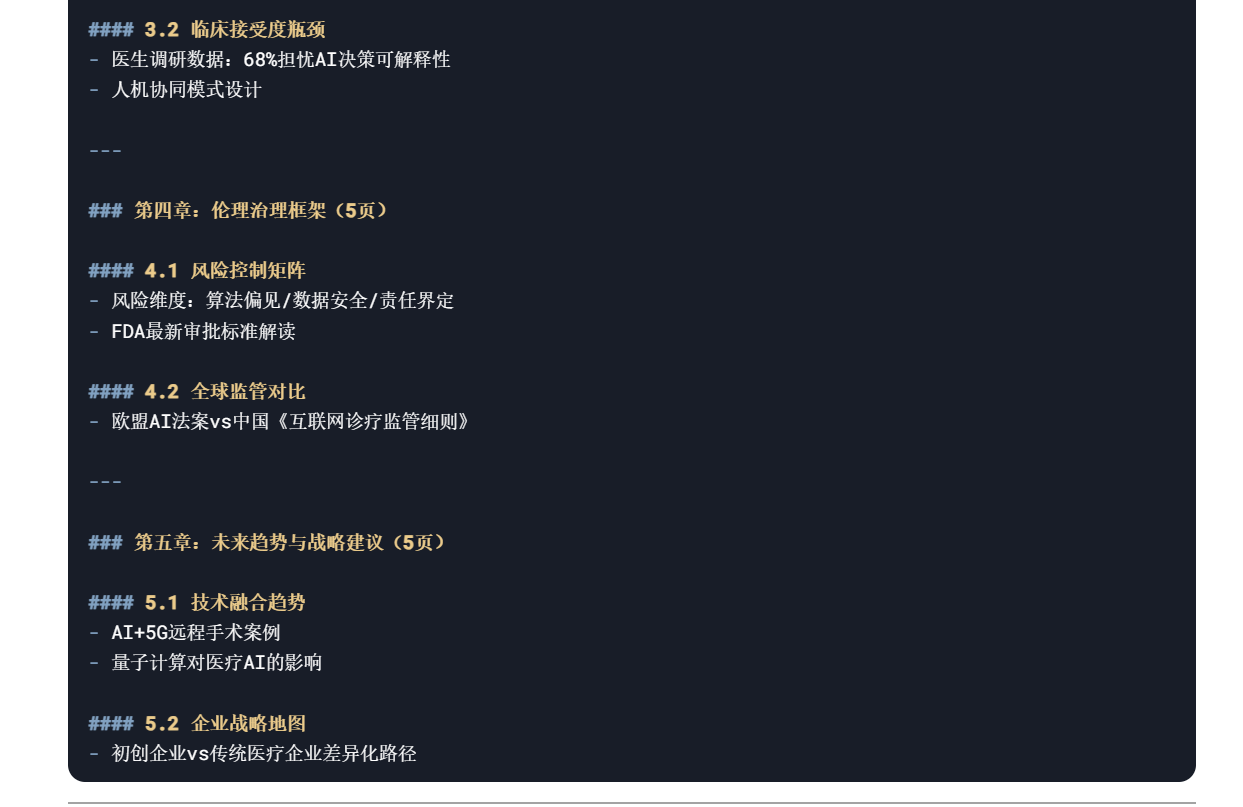 #### 3.2 临床接受度瓶颈
- 医生调研数据：68%担忧AI决策可解释性
- 人机协同模式设计
---
### 第四章：伦理治理框架（5页）
#### 4.1 风险控制矩阵
- 风险维度：算法偏见/数据安全/责任界定
- FDA最新审批标准解读
#### 4.2 全球监管对比
- 欧盟AI法案vs中国《互联网诊疗监管细则》
---
### 第五章：未来趋势与战略建议（5页）
#### 5.1 技术融合趋势
- AI+5G远程手术案例
- 量子计算对医疗AI的影响
#### 5.2 企业战略地图
- 初创企业vs传统医疗企业差异化路径